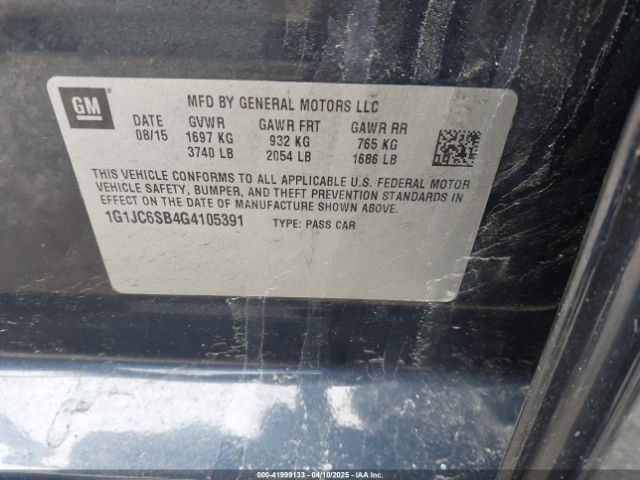 GM
MFD BY GENERAL MOTORS LLC
DATE GVWR GAWR FRT GAWR RR
08/15 1697 KG 932 KG 765 KG
3740 LB 2054 LB 1686 LB
THIS VEHICLE CONFORMS TO ALL APPLICABLE U.S. FEDERAL MOTOR
VEHICLE SAFETY, BUMPER, AND THEFT PREVENTION STANDARDS IN
EFFECT ON THE DATE OF MANUFACTURE SHOWN ABOVE.
1G1JC6SB4G4105391 TYPE: PASS CAR
000-41999133 - 04/10/2025 - IAAI, Inc.